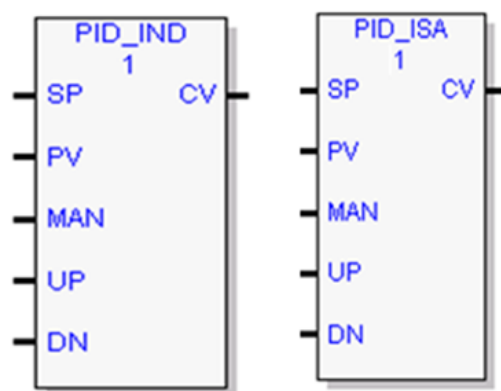 PID_IND
1
SP CV
PV
MAN
UP
DN
PID_ISA
1
SP CV
PV
MAN
UP
DN